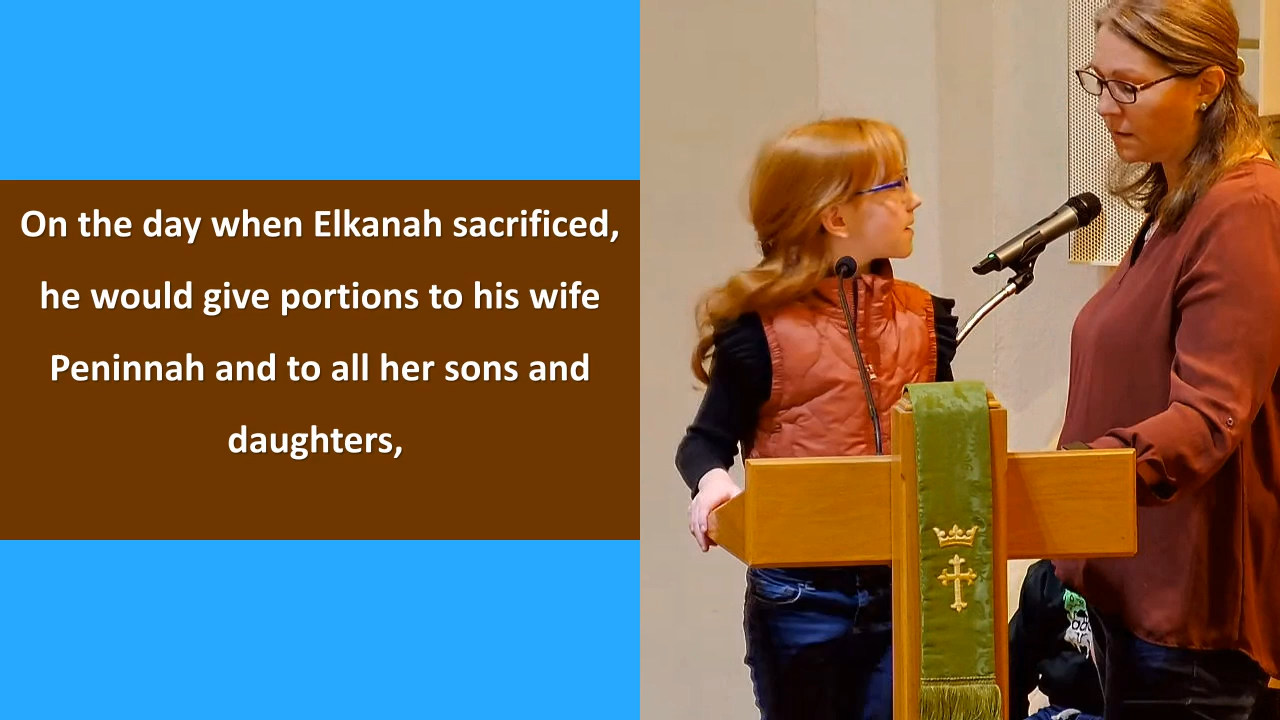 On the day when Elkanah sacrificed,
he would give portions to his wife
Peninnah and to all her sons and
daughters,